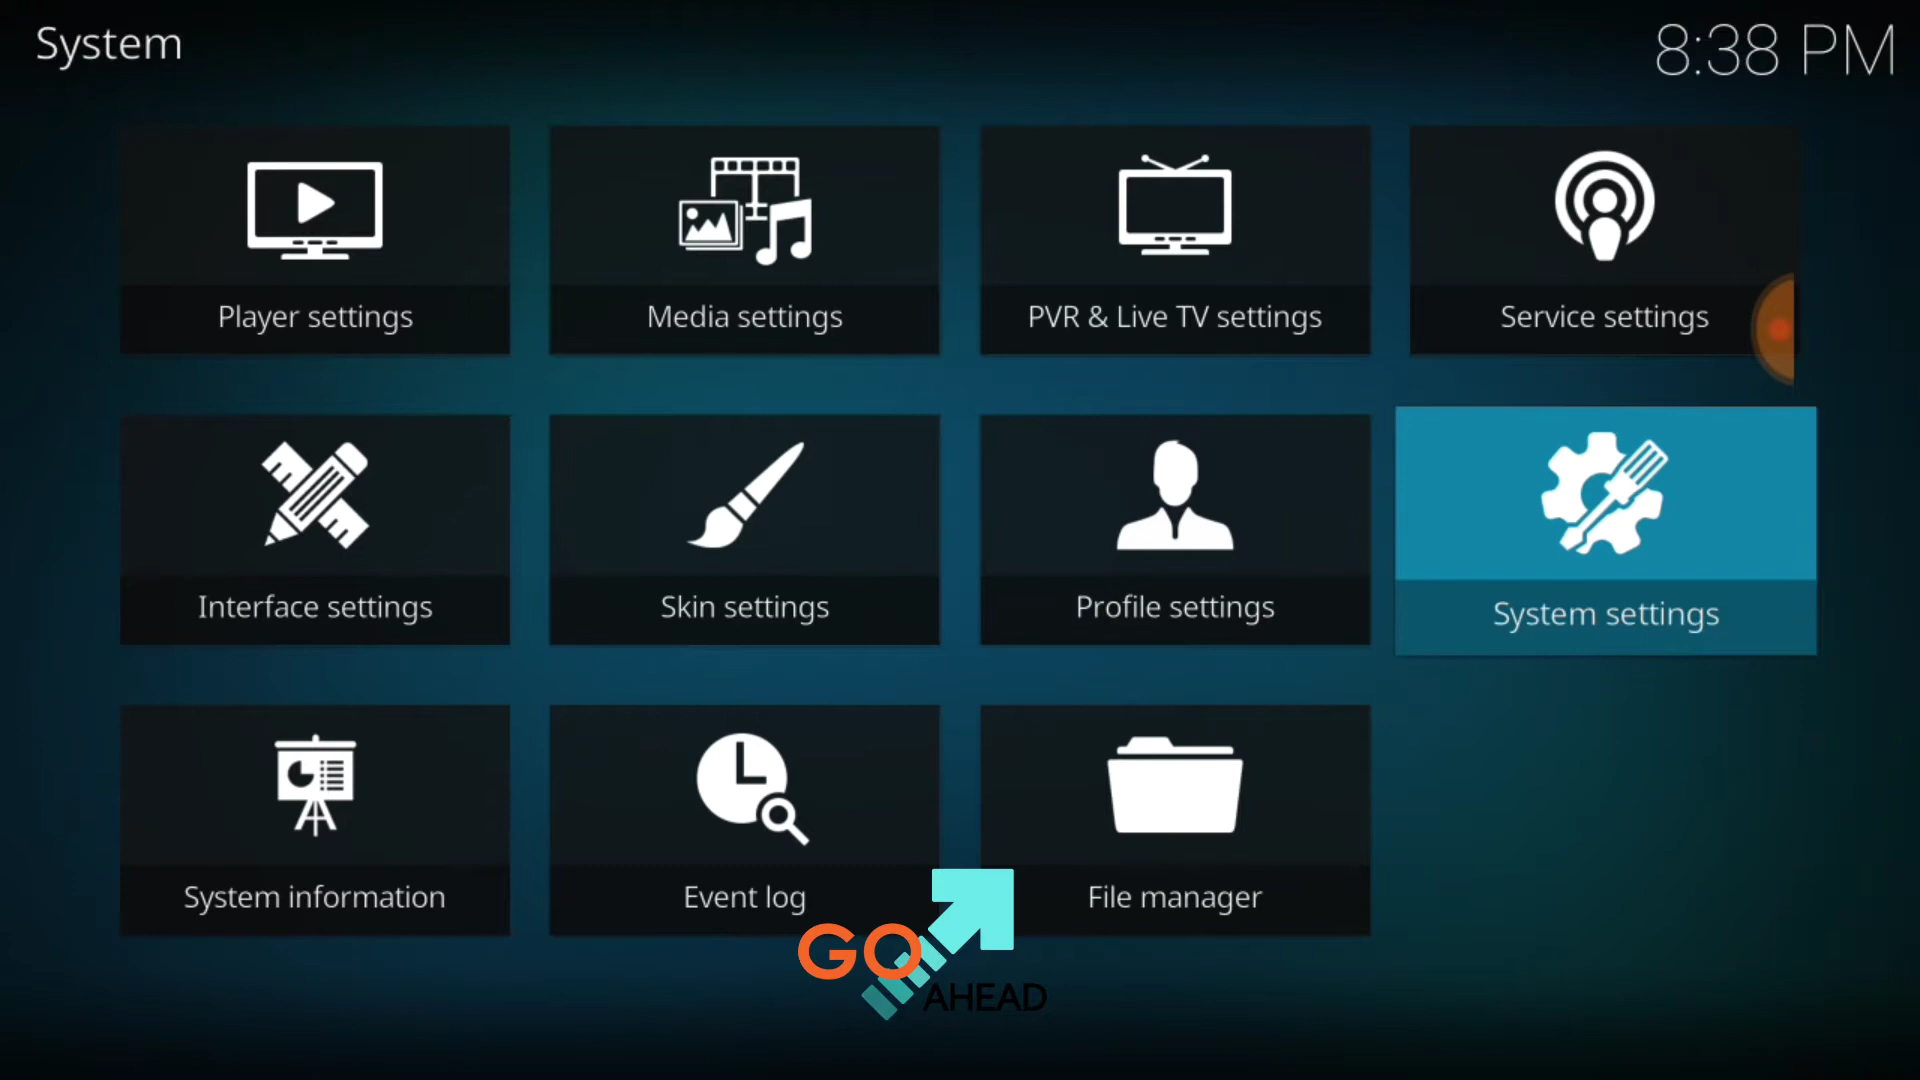 System
8:38 PM
Player settings
Media settings
PVR & Live TV settings
Service settings
Interface settings
Skin settings
Profile settings
System settings
System information
Event log
File manager
GO
AHEAD